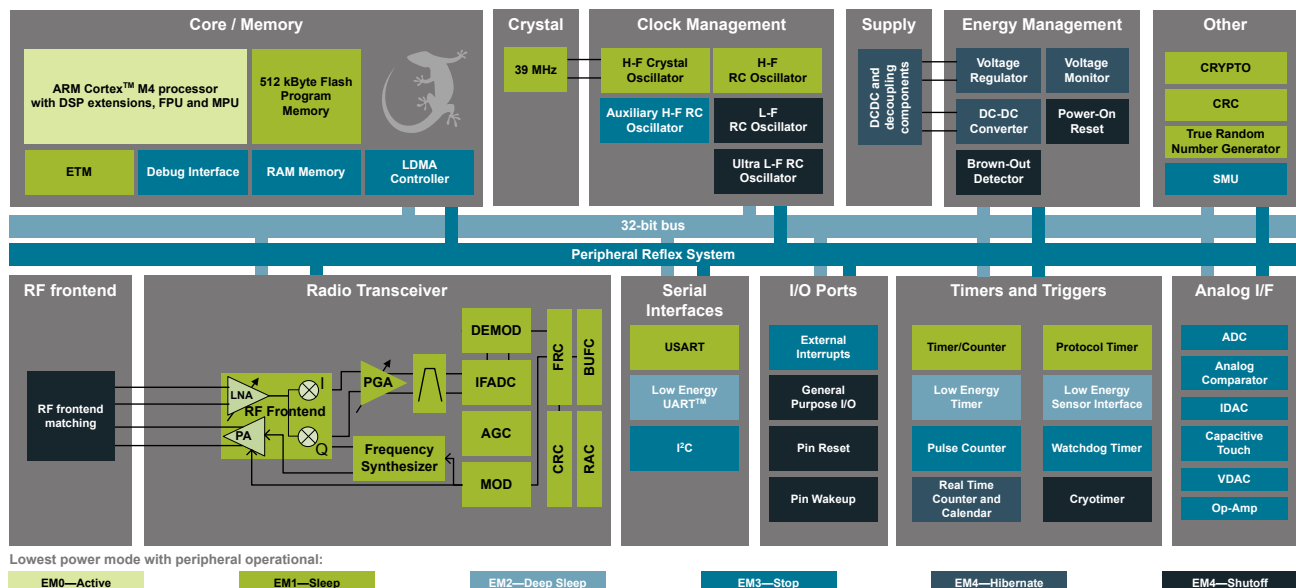 Core / Memory
ARM Cortex™ M4 processor
with DSP extensions, FPU and MPU
512 kByte Flash
Program
Memory
ETM
Debug Interface
RAM Memory
LDMA
Controller
Crystal
39 MHz
Clock Management
H-F Crystal
Oscillator
H-F
RC Oscillator
Auxiliary H-F RC
Oscillator
L-F
RC Oscillator
Ultra L-F RC
Oscillator
Supply
DCDC and
decoupling
components
Energy Management
Voltage
Regulator
Voltage
Monitor
DC-DC
Converter
Power-On
Reset
Brown-Out
Detector
Other
CRYPTO
CRC
True Random
Number Generator
SMU
32-bit bus
Peripheral Reflex System
RF frontend
RF frontend
matching
Radio Transceiver
LNA
RF Frontend
PA
I
Q
PGA
Frequency
Synthesizer
DEMOD
IFADC
AGC
MOD
FRC
BUFC
CRC
RAC
Serial
Interfaces
USART
Low Energy
UART™
I²C
I/O Ports
External
Interrupts
General
Purpose I/O
Pin Reset
Pin Wakeup
Timers and Triggers
Timer/Counter
Protocol Timer
Low Energy
Timer
Low Energy
Sensor Interface
Pulse Counter
Watchdog Timer
Real Time
Counter and
Calendar
Cryotimer
Analog I/F
ADC
Analog
Comparator
IDAC
Capacitive
Touch
VDAC
Op-Amp
Lowest power mode with peripheral operational:
EM0—Active
EM1—Sleep
EM2—Deep Sleep
EM3—Stop
EM4—Hibernate
EM4—Shutoff